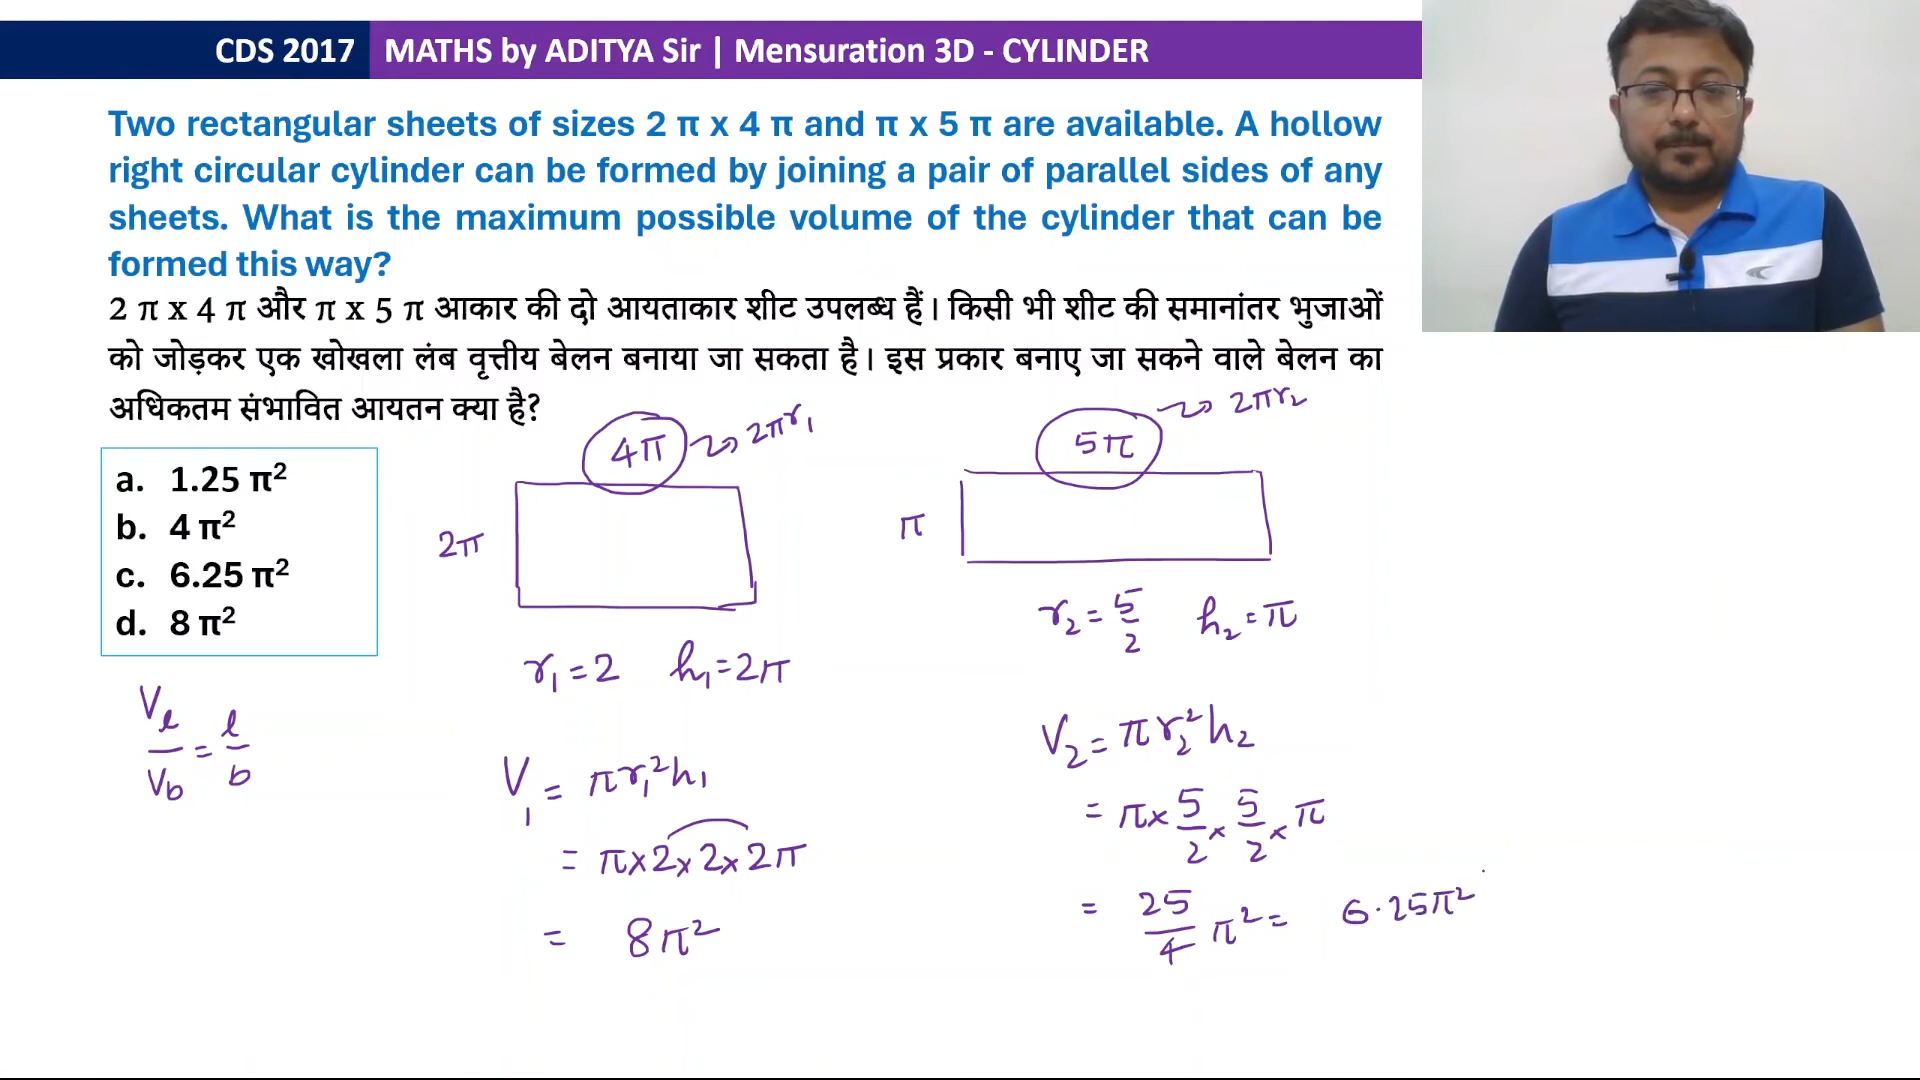 CDS 2017 MATHS by ADITYA Sir | Mensuration 3D - CYLINDER
Two rectangular sheets of sizes 2 π x 4 π and π x 5 π are available. A hollow
right circular cylinder can be formed by joining a pair of parallel sides of any
sheets. What is the maximum possible volume of the cylinder that can be
formed this way?
2 π x 4 π और π x 5 π आकार की दो आयताकार शीट उपलब्ध हैं। किसी भी शीट की समानांतर भुजाओं
को जोड़कर एक खोखला लंब वृत्तीय बेलन बनाया जा सकता है। इस प्रकार बनाए जा सकने वाले बेलन का
अधिकतम संभावित आयतन क्या है?
a. 1.25 π²
b. 4 π²
c. 6.25 π²
d. 8 π²
V_l / V_b = l / b
4π 2πr₁
2π
r₁ = 2 h₁ = 2π
V₁ = πr₁²h₁
= π×2×2×2π
= 8π²
5π 2πr₂
π
r₂ = 5/2 h₂ = π
V₂ = πr₂²h₂
= π × 5/2 × 5/2 × π
= 25/4 π² = 6.25π²